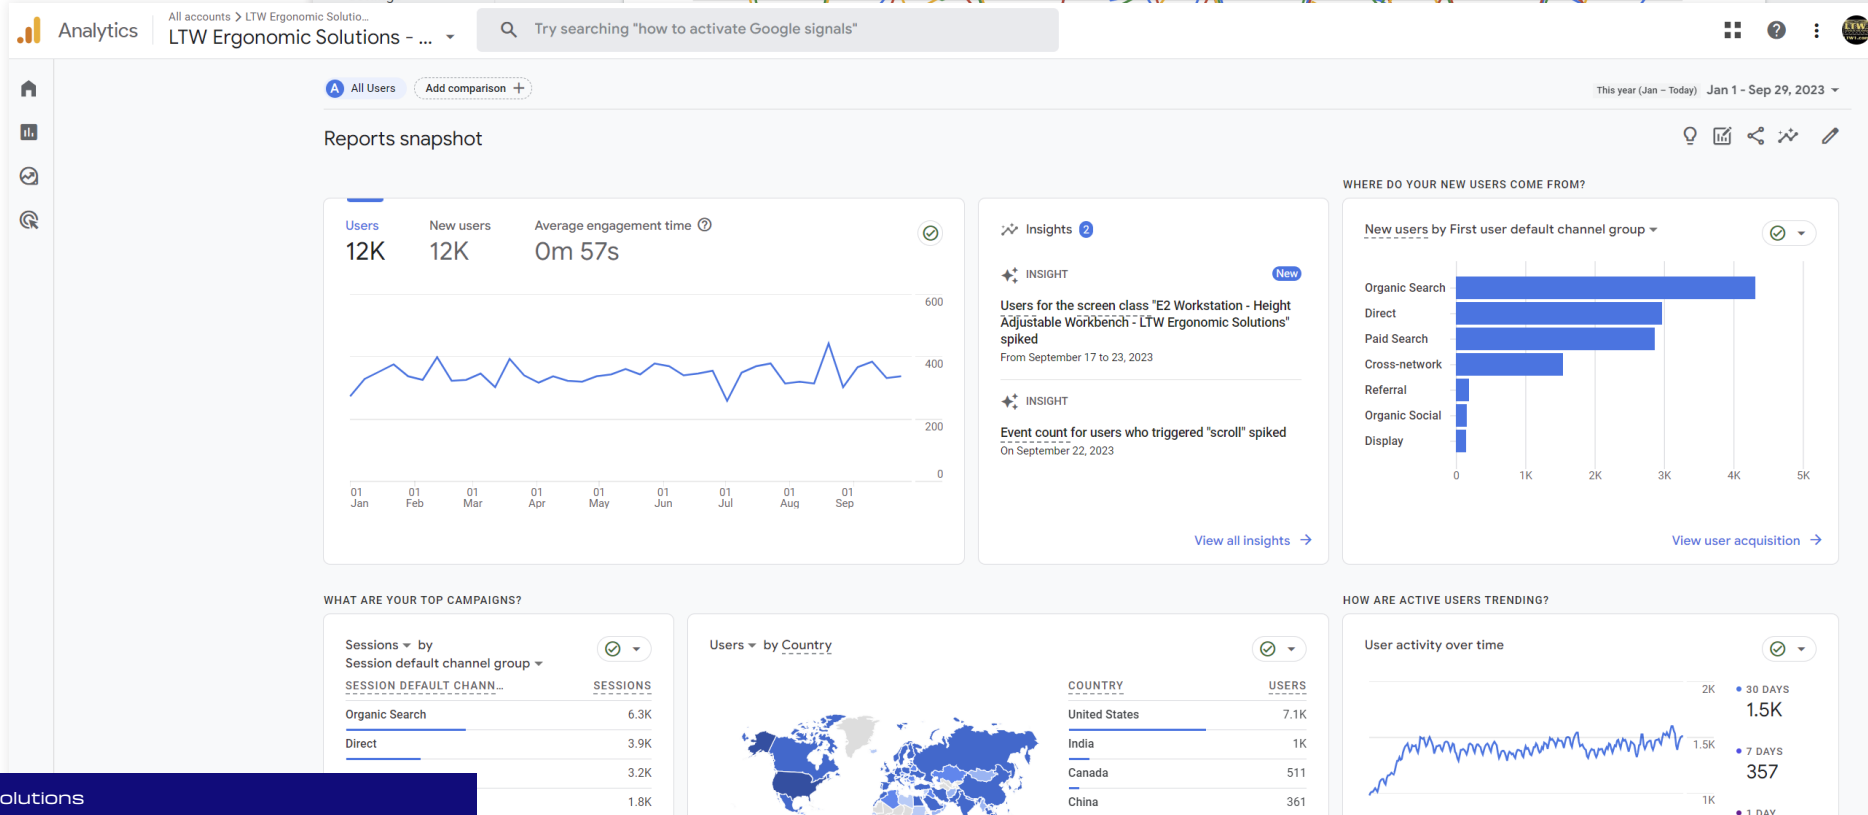 Analytics
All accounts > LTW Ergonomic Solutio...
LTW Ergonomic Solutions - ...
Try searching "how to activate Google signals"
LTW
A All Users
Add comparison +
This year (Jan – Today) Jan 1 - Sep 29, 2023
Reports snapshot
Users
12K
New users
12K
Average engagement time
0m 57s
600
400
200
0
01 Jan
01 Feb
01 Mar
01 Apr
01 May
01 Jun
01 Jul
01 Aug
01 Sep
Insights 2
INSIGHT New
Users for the screen class "E2 Workstation - Height
Adjustable Workbench - LTW Ergonomic Solutions"
spiked
From September 17 to 23, 2023
INSIGHT
Event count for users who triggered "scroll" spiked
On September 22, 2023
View all insights
WHERE DO YOUR NEW USERS COME FROM?
New users by First user default channel group
Organic Search
Direct
Paid Search
Cross-network
Referral
Organic Social
Display
0 1K 2K 3K 4K 5K
View user acquisition
WHAT ARE YOUR TOP CAMPAIGNS?
Sessions by
Session default channel group
SESSION DEFAULT CHANN... SESSIONS
Organic Search 6.3K
Direct 3.9K
3.2K
1.8K
olutions
Users by Country
COUNTRY USERS
United States 7.1K
India 1K
Canada 511
China 361
HOW ARE ACTIVE USERS TRENDING?
User activity over time
2K
1.5K
1K
30 DAYS
1.5K
7 DAYS
357
1 DAY